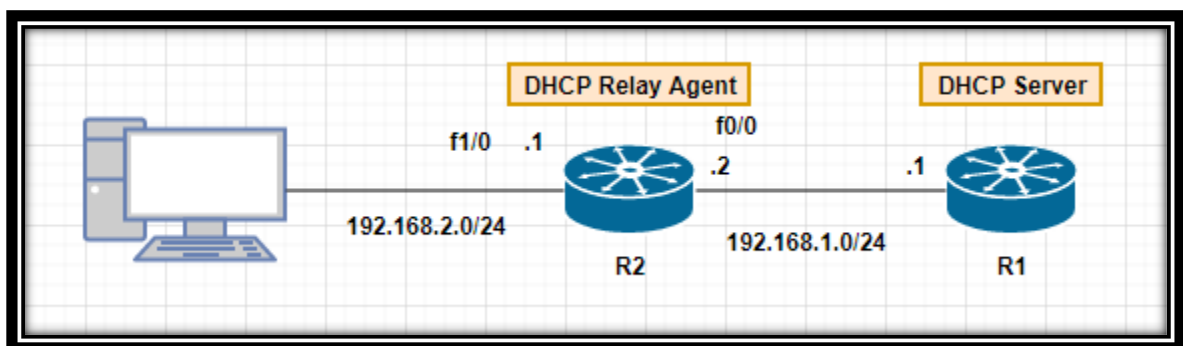 DHCP Relay Agent
DHCP Server
f1/0
.1
f0/0
.2
.1
192.168.2.0/24
192.168.1.0/24
R2
R1